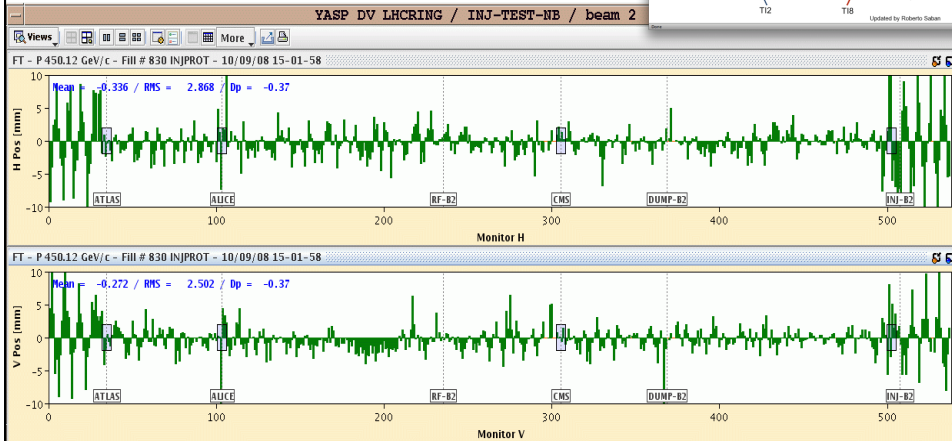 YASP DV LHCRING / INJ-TEST-NB / beam 2
TI2 TI8
Updated by Roberto Saban
Views More
FT - P 450.12 GeV/c - Fill # 830 INJPROT - 10/09/08 15-01-58
Mean = -0.336 / RMS = 2.868 / Dp = -0.37
H Pos [mm]
10
5
0
-5
-10
ATLAS ALICE RF-B2 CMS DUMP-B2 INJ-B2
0 100 200 300 400 500
Monitor H
FT - P 450.12 GeV/c - Fill # 830 INJPROT - 10/09/08 15-01-58
Mean = -0.272 / RMS = 2.502 / Dp = -0.37
V Pos [mm]
10
5
0
-5
-10
ATLAS ALICE RF-B2 CMS DUMP-B2 INJ-B2
0 100 200 300 400 500
Monitor V